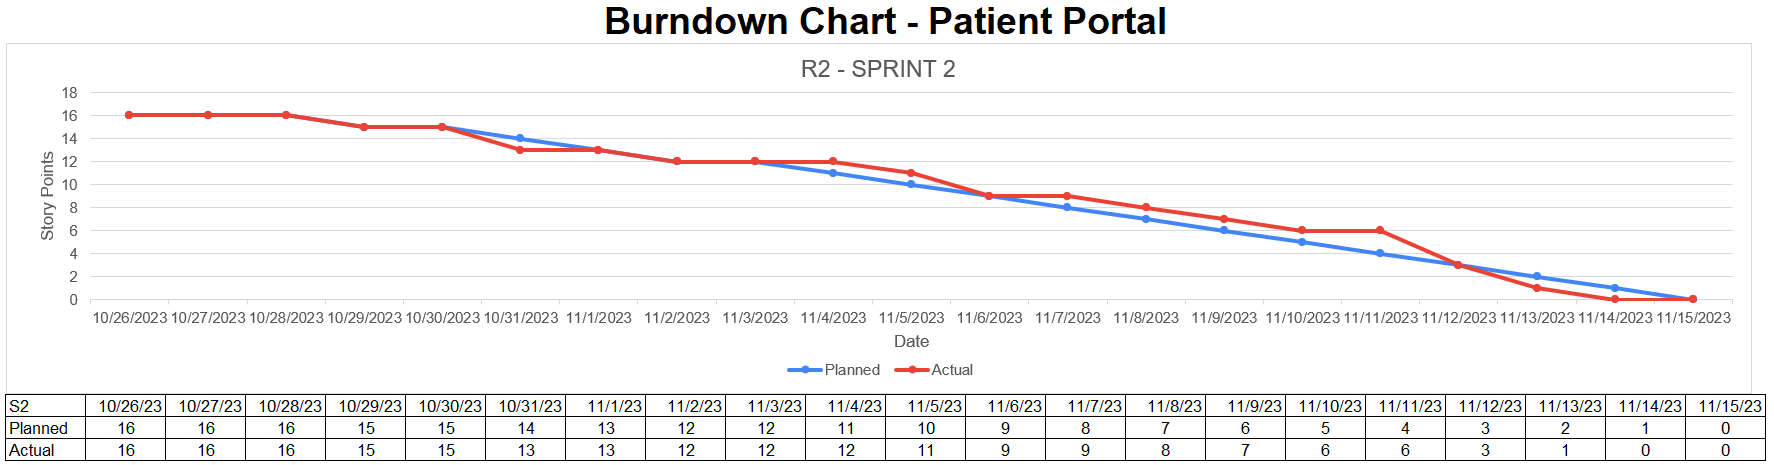 Burndown Chart - Patient Portal
R2 - SPRINT 2
18
16
14
12
10
8
6
4
2
0
Story Points
10/26/2023 10/27/2023 10/28/2023 10/29/2023 10/30/2023 10/31/2023 11/1/2023 11/2/2023 11/3/2023 11/4/2023 11/5/2023 11/6/2023 11/7/2023 11/8/2023 11/9/2023 11/10/2023 11/11/2023 11/12/2023 11/13/2023 11/14/2023 11/15/2023
Date
Planned Actual
S2 10/26/23 10/27/23 10/28/23 10/29/23 10/30/23 10/31/23 11/1/23 11/2/23 11/3/23 11/4/23 11/5/23 11/6/23 11/7/23 11/8/23 11/9/23 11/10/23 11/11/23 11/12/23 11/13/23 11/14/23 11/15/23
Planned 16 16 16 15 15 14 13 12 12 11 10 9 8 7 6 5 4 3 2 1 0
Actual 16 16 16 15 15 13 13 12 12 12 11 9 9 8 7 6 6 3 1 0 0